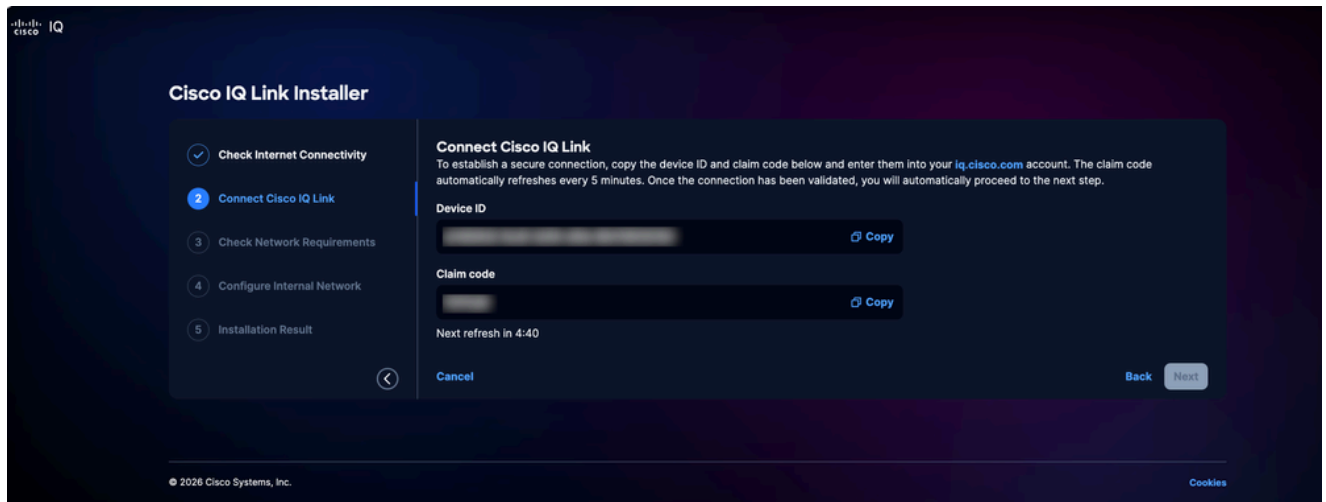 cisco IQ
Cisco IQ Link Installer
Check Internet Connectivity
2 Connect Cisco IQ Link
3 Check Network Requirements
4 Configure Internal Network
5 Installation Result
Connect Cisco IQ Link
To establish a secure connection, copy the device ID and claim code below and enter them into your iq.cisco.com account. The claim code
automatically refreshes every 5 minutes. Once the connection has been validated, you will automatically proceed to the next step.
Device ID
Copy
Claim code
Copy
Next refresh in 4:40
Cancel
Back Next
© 2026 Cisco Systems, Inc.
Cookies